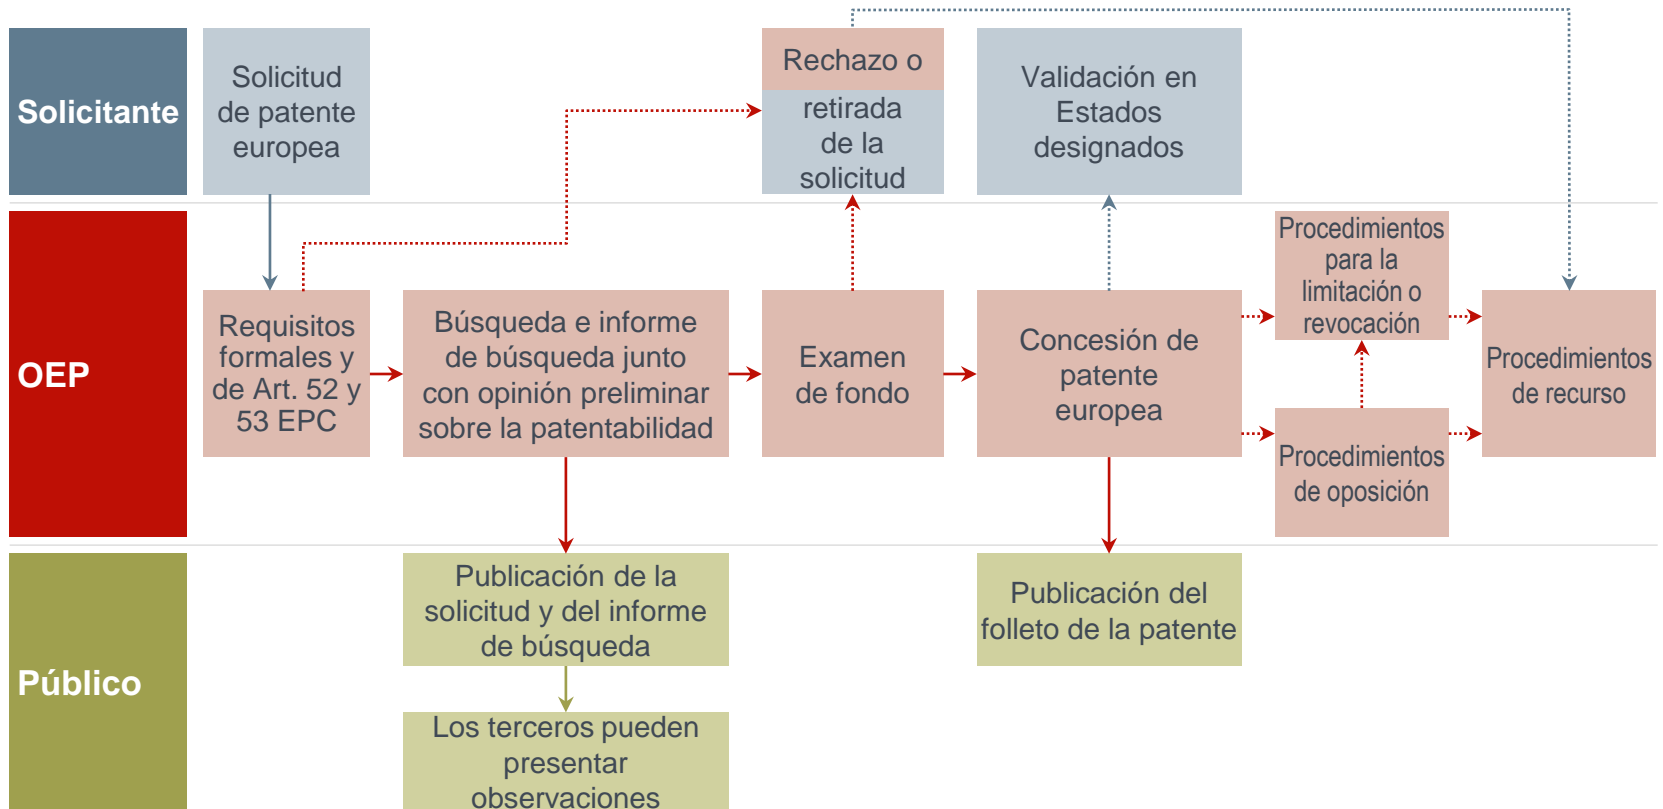 Solicitante
Solicitud
de patente
europea
Rechazo o
retirada
de la
solicitud
Validación en
Estados
designados
OEP
Requisitos
formales y
de Art. 52 y
53 EPC
Búsqueda e informe
de búsqueda junto
con opinión preliminar
sobre la patentabilidad
Examen
de fondo
Concesión de
patente
europea
Procedimientos
para la
limitación o
revocación
Procedimientos
de oposición
Procedimientos
de recurso
Público
Publicación de la
solicitud y del informe
de búsqueda
Publicación del
folleto de la patente
Los terceros pueden
presentar
observaciones